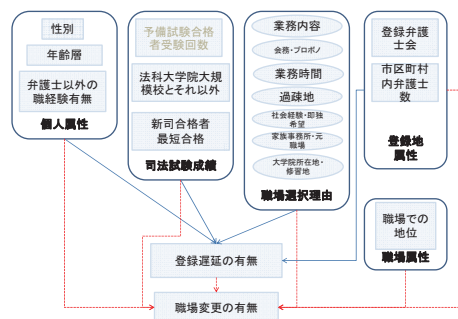 性別
年齢層
弁護士以外の
職経験有無
個人属性
予備試験合格
者受験回数
法科大学院大規
模校とそれ以外
新司合格者
最短合格
司法試験成績
業務内容
会務・プロボノ
業務時間
過疎地
社会経験・即独
希望
家族事務所・元
職場
大学院所在地・
修習地
職場選択理由
登録弁護
士会
市区町村
内弁護士
数
登録地
属性
職場での
地位
職場属性
登録遅延の有無
職場変更の有無